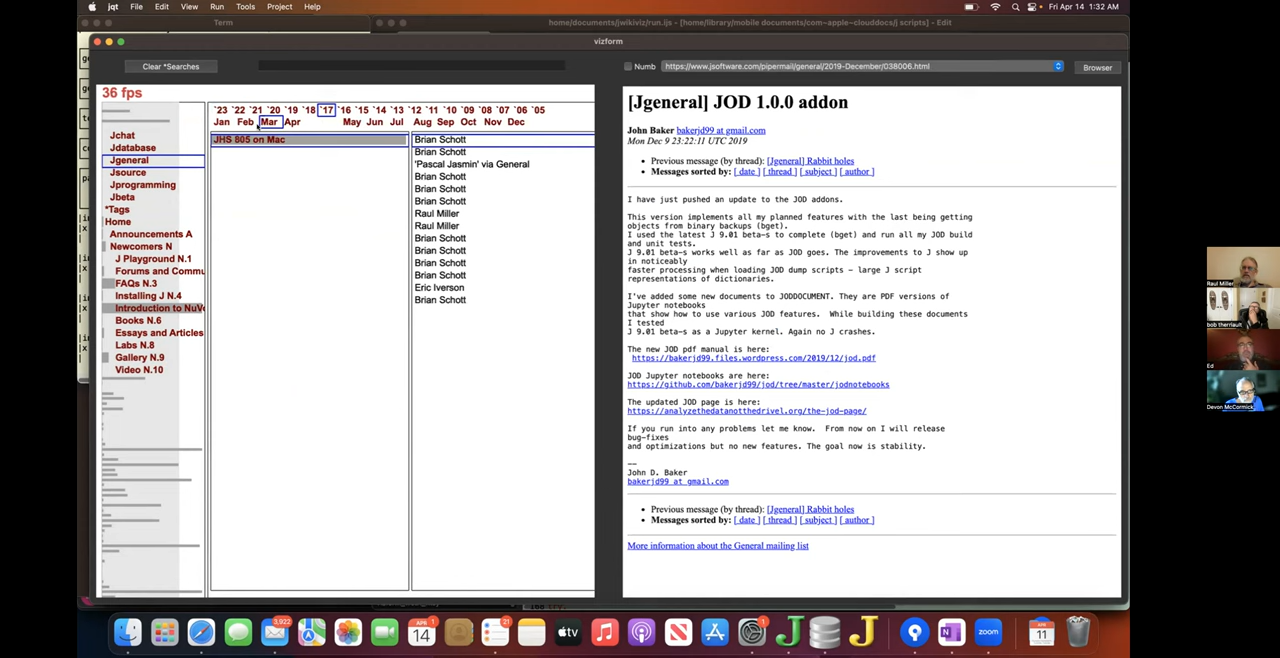 jqt File Edit View Run Tools Project Help
Fri Apr 14 1:32 AM
Term
home/documents/jwikiviz/run.ijs - [home/library/mobile documents/com~apple~clouddocs/j scripts] - Edit
vizform
Clear *Searches
Numb
https://www.jsoftware.com/pipermail/general/2019-December/038006.html
Browser
36 fps
'23 '22 '21 '20 '19 '18 '17 '16 '15 '14 '13 '12 '11 '10 '09 '08 '07 '06 '05
Jan Feb Mar Apr May Jun Jul Aug Sep Oct Nov Dec
Jchat
Jdatabase
Jgeneral
Jsource
Jprogramming
Jbeta
*Tags
Home
Announcements A
Newcomers N
J Playground N.1
Forums and Commu
FAQs N.3
Installing J N.4
Introduction to NuVo
Books N.6
Essays and Articles
Labs N.8
Gallery N.9
Video N.10
JHS 805 on Mac
Brian Schott
Brian Schott
'Pascal Jasmin' via General
Brian Schott
Brian Schott
Brian Schott
Raul Miller
Raul Miller
Brian Schott
Brian Schott
Brian Schott
Brian Schott
Eric Iverson
Brian Schott
[Jgeneral] JOD 1.0.0 addon
John Baker bakerjd99 at gmail.com
Mon Dec 9 23:22:11 UTC 2019
Previous message (by thread): [Jgeneral] Rabbit holes
Messages sorted by: [ date ] [ thread ] [ subject ] [ author ]
I have just pushed an update to the JOD addons.
This version implements all my planned features with the last being getting
objects from binary backups (bget).
I used the latest J 9.01 beta-s to complete (bget) and run all my JOD build
and unit tests.
J 9.01 beta-s works well as far as JOD goes. The improvements to J show up
in noticeably
faster processing when loading JOD dump scripts - large J script
representations of dictionaries.
I've added some new documents to JODDOCUMENT. They are PDF versions of
Jupyter notebooks
that show how to use various JOD features. While building these documents
I tested
J 9.01 beta-s as a Jupyter kernel. Again no J crashes.
The new JOD pdf manual is here:
https://bakerjd99.files.wordpress.com/2019/12/jod.pdf
JOD Jupyter notebooks are here:
https://github.com/bakerjd99/jod/tree/master/jodnotebooks
The updated JOD page is here:
https://analyzethedatanotthedrivel.org/the-jod-page/
If you run into any problems let me know. From now on I will release
bug-fixes
and optimizations but no new features. The goal now is stability.
--
John D. Baker
bakerjd99 at gmail.com
Previous message (by thread): [Jgeneral] Rabbit holes
Messages sorted by: [ date ] [ thread ] [ subject ] [ author ]
More information about the General mailing list
Raul Miller
bob therriault
Ed
Devon McCormick
3,922
APR
14
tv
21
1
zoom
11